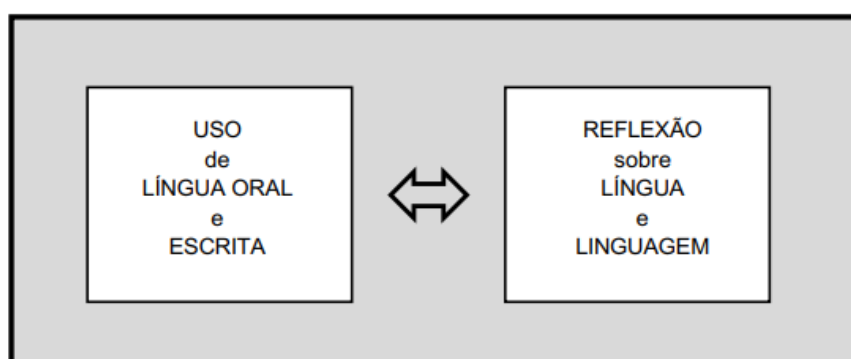 USO
de
LÍNGUA ORAL
e
ESCRITA
REFLEXÃO
sobre
LÍNGUA
e
LINGUAGEM